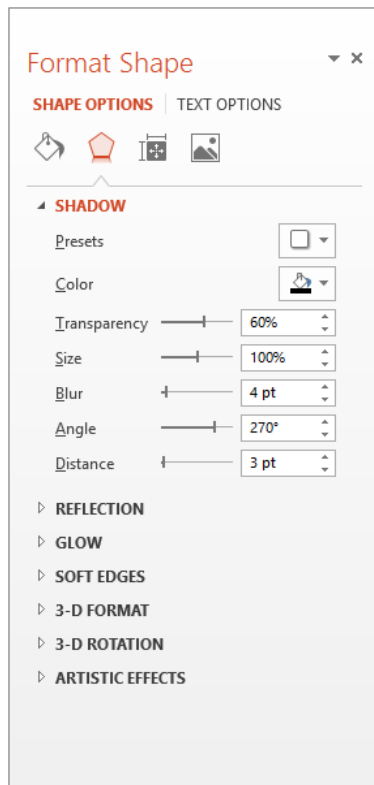 Format Shape
SHAPE OPTIONS TEXT OPTIONS
SHADOW
Presets
Color
Transparency 60%
Size 100%
Blur 4 pt
Angle 270°
Distance 3 pt
REFLECTION
GLOW
SOFT EDGES
3-D FORMAT
3-D ROTATION
ARTISTIC EFFECTS